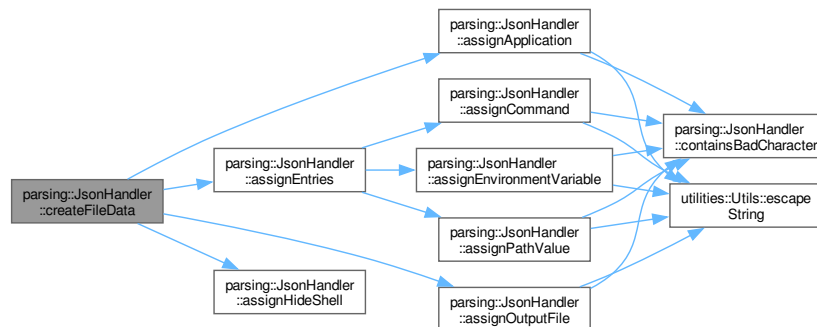 parsing::JsonHandler
::createFileData
parsing::JsonHandler
::assignEntries
parsing::JsonHandler
::assignHideShell
parsing::JsonHandler
::assignApplication
parsing::JsonHandler
::assignCommand
parsing::JsonHandler
::assignEnvironmentVariable
parsing::JsonHandler
::assignPathValue
parsing::JsonHandler
::assignOutputFile
parsing::JsonHandler
::containsBadCharacter
utilities::Utils::escape
String